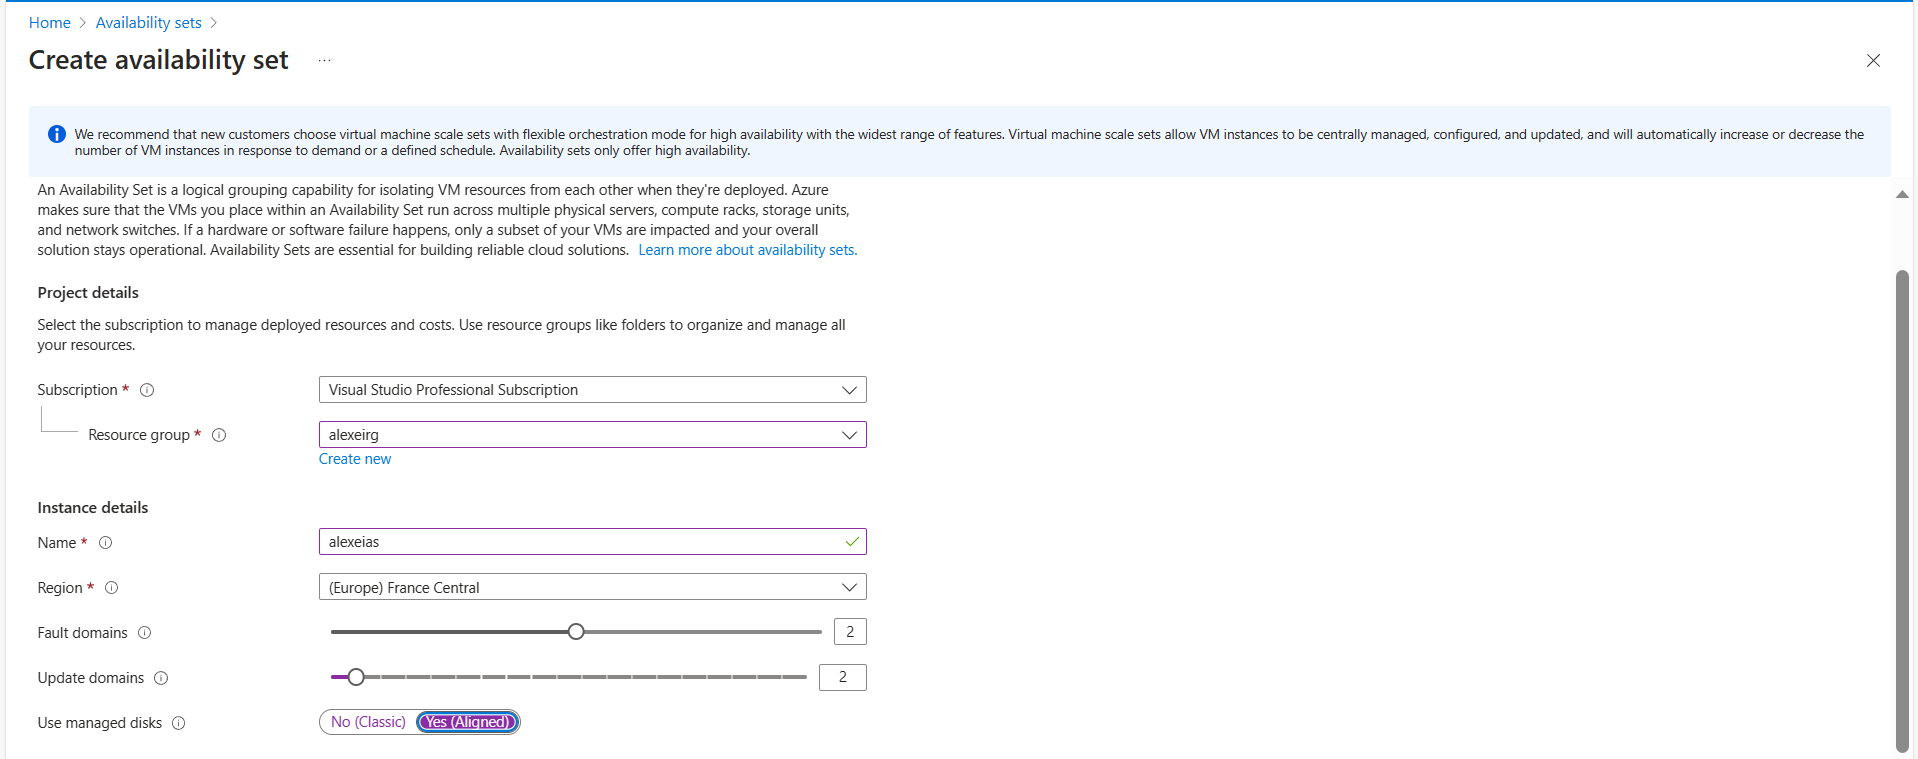 Home > Availability sets >
Create availability set ...
We recommend that new customers choose virtual machine scale sets with flexible orchestration mode for high availability with the widest range of features. Virtual machine scale sets allow VM instances to be centrally managed, configured, and updated, and will automatically increase or decrease the
number of VM instances in response to demand or a defined schedule. Availability sets only offer high availability.
An Availability Set is a logical grouping capability for isolating VM resources from each other when they're deployed. Azure
makes sure that the VMs you place within an Availability Set run across multiple physical servers, compute racks, storage units,
and network switches. If a hardware or software failure happens, only a subset of your VMs are impacted and your overall
solution stays operational. Availability Sets are essential for building reliable cloud solutions. Learn more about availability sets.
Project details
Select the subscription to manage deployed resources and costs. Use resource groups like folders to organize and manage all
your resources.
Subscription * Visual Studio Professional Subscription
Resource group * alexeirg
Create new
Instance details
Name * alexeias
Region * (Europe) France Central
Fault domains 2
Update domains 2
Use managed disks No (Classic) Yes (Aligned)